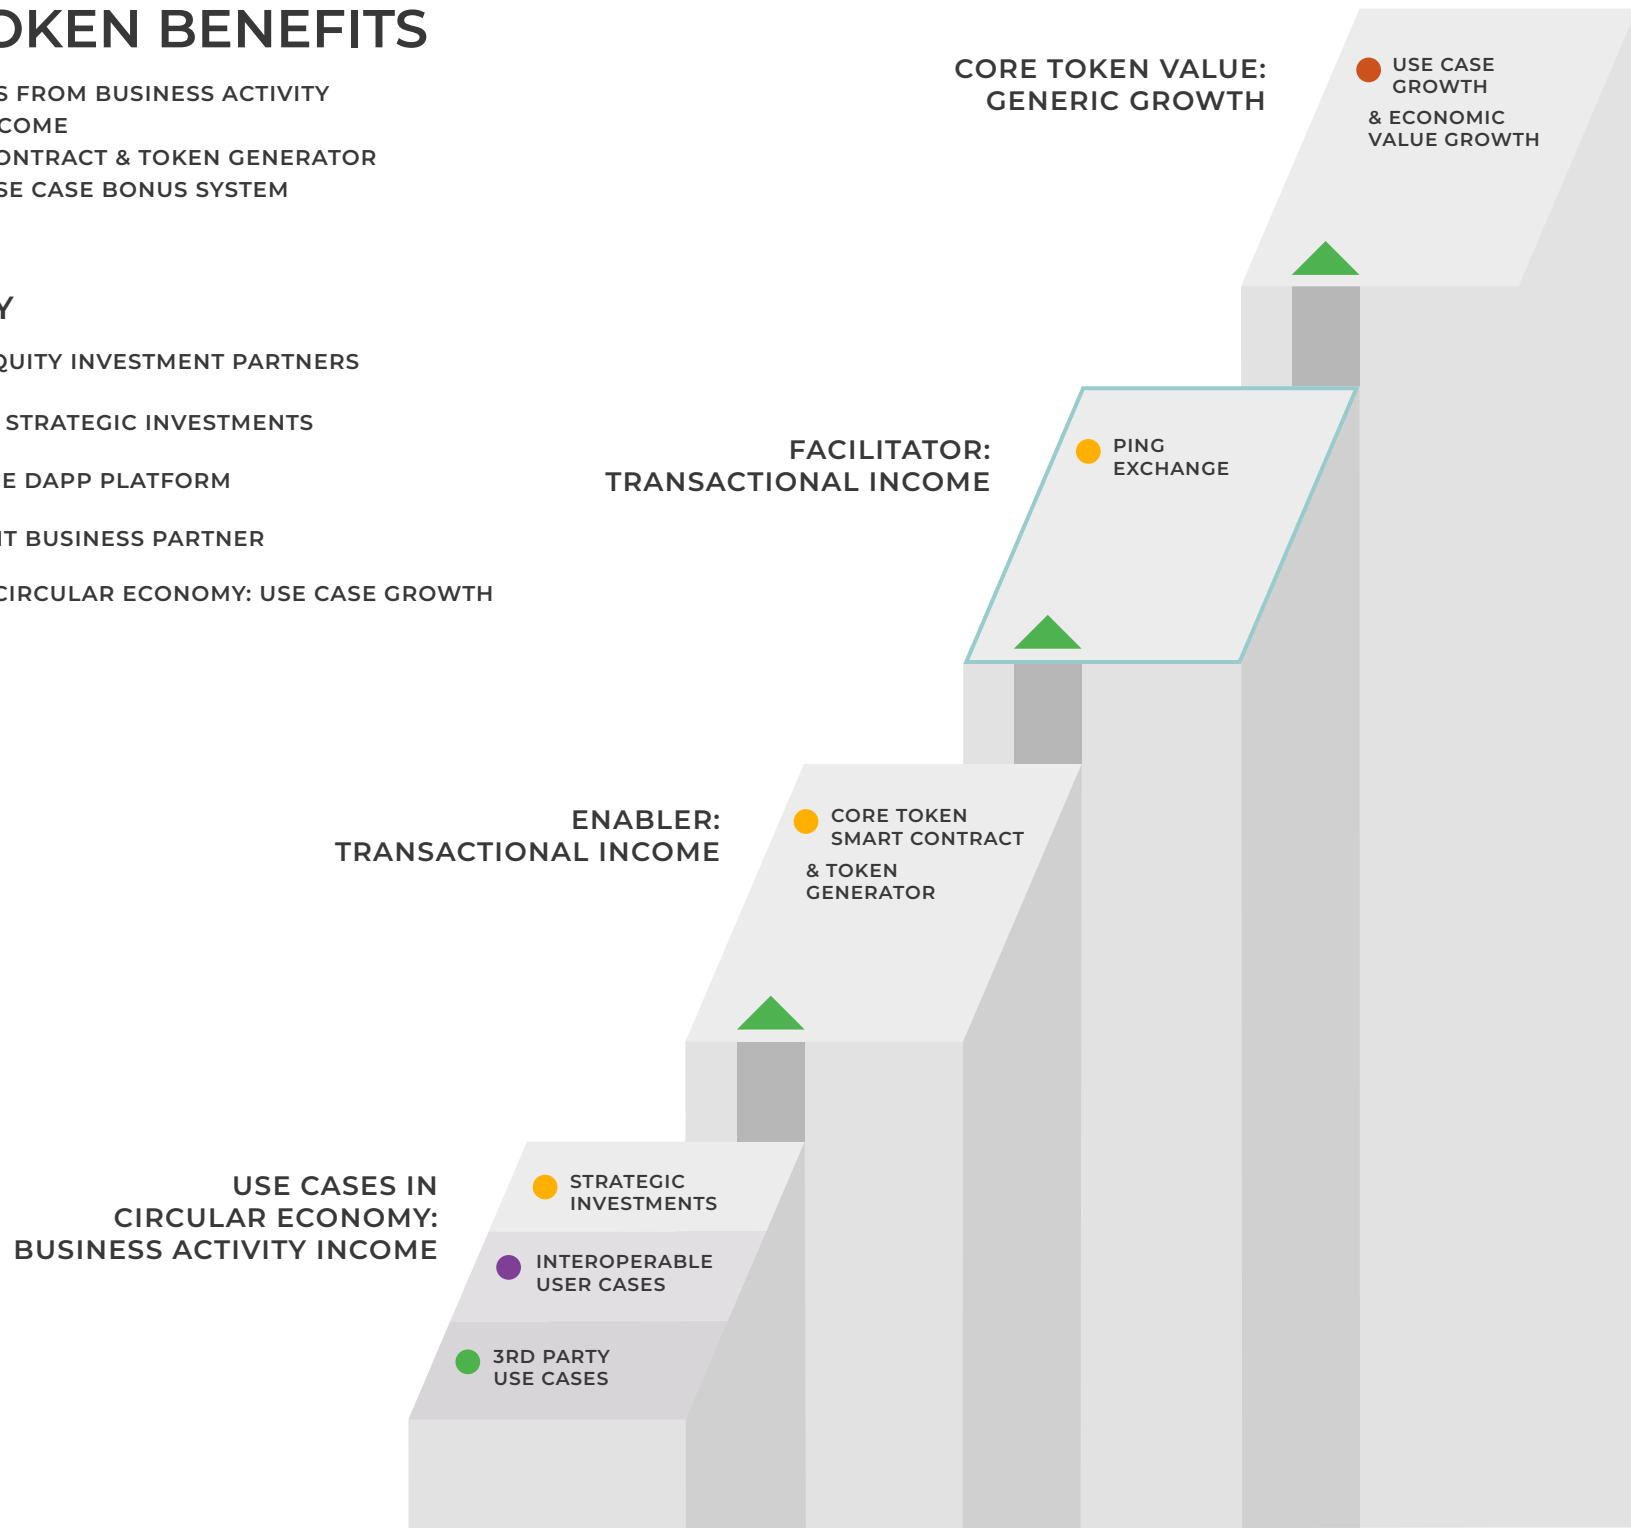 OKEN BENEFITS
S FROM BUSINESS ACTIVITY
COME
ONTRACT & TOKEN GENERATOR
SE CASE BONUS SYSTEM
Y
QUITY INVESTMENT PARTNERS
STRATEGIC INVESTMENTS
E DAPP PLATFORM
NT BUSINESS PARTNER
CIRCULAR ECONOMY: USE CASE GROWTH
CORE TOKEN VALUE:
GENERIC GROWTH
USE CASE
GROWTH
& ECONOMIC
VALUE GROWTH
FACILITATOR:
TRANSACTIONAL INCOME
PING
EXCHANGE
ENABLER:
TRANSACTIONAL INCOME
CORE TOKEN
SMART CONTRACT
& TOKEN
GENERATOR
USE CASES IN
CIRCULAR ECONOMY:
BUSINESS ACTIVITY INCOME
STRATEGIC
INVESTMENTS
INTEROPERABLE
USER CASES
3RD PARTY
USE CASES